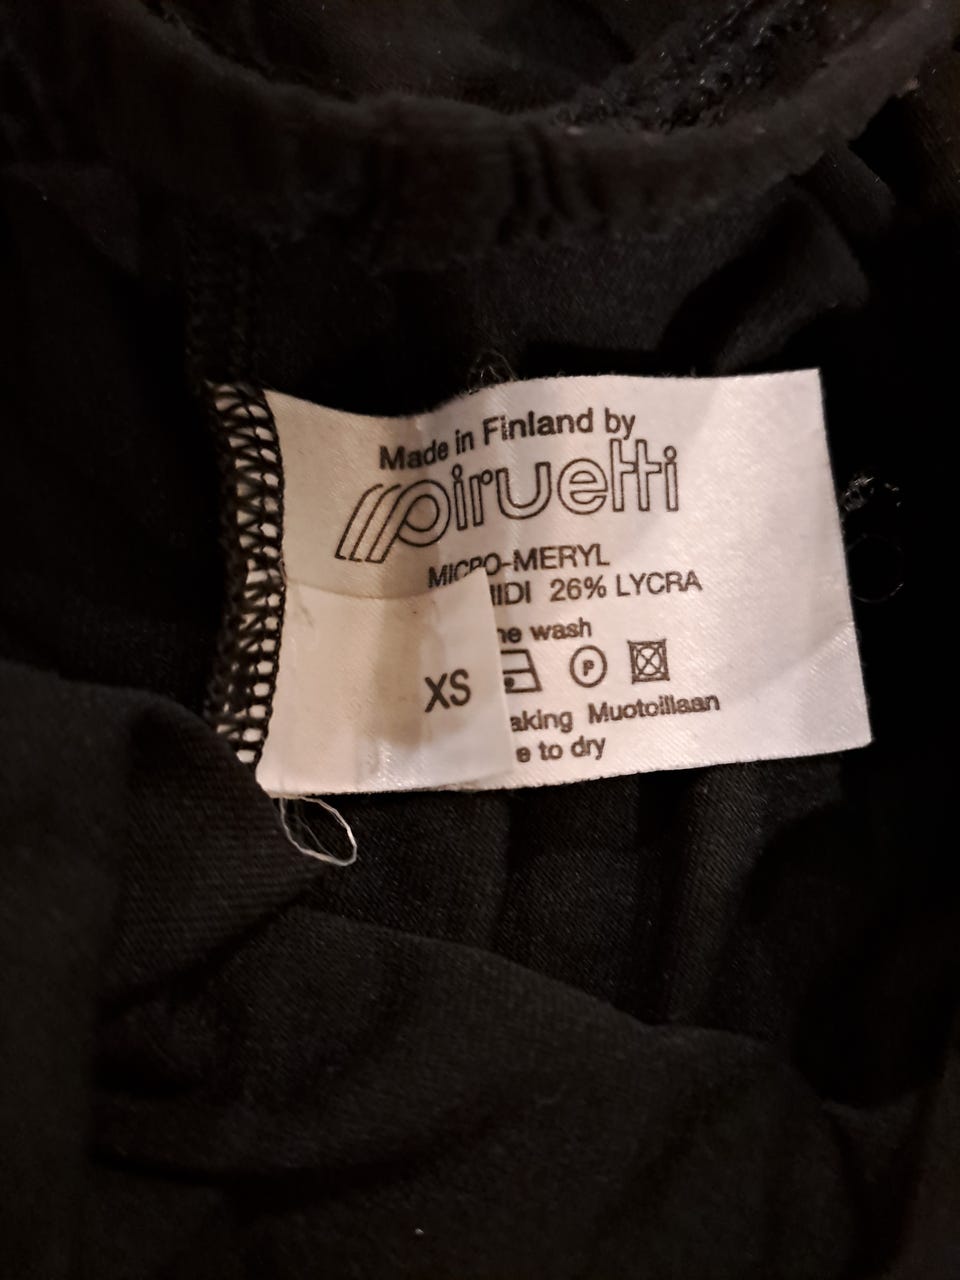 Made in Finland by
piruetti
MICRO-MERYL
26% LYCRA
wash
XS
P
Muotoillaan
to dry